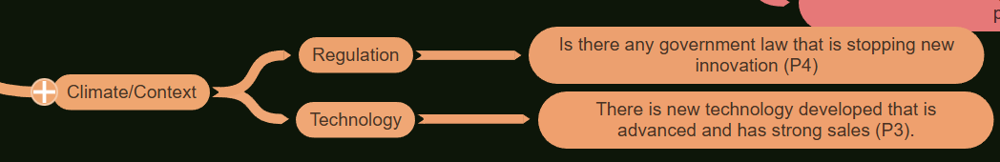 p
Climate/Context
Regulation
Is there any government law that is stopping new
innovation (P4)
Technology
There is new technology developed that is
advanced and has strong sales (P3).